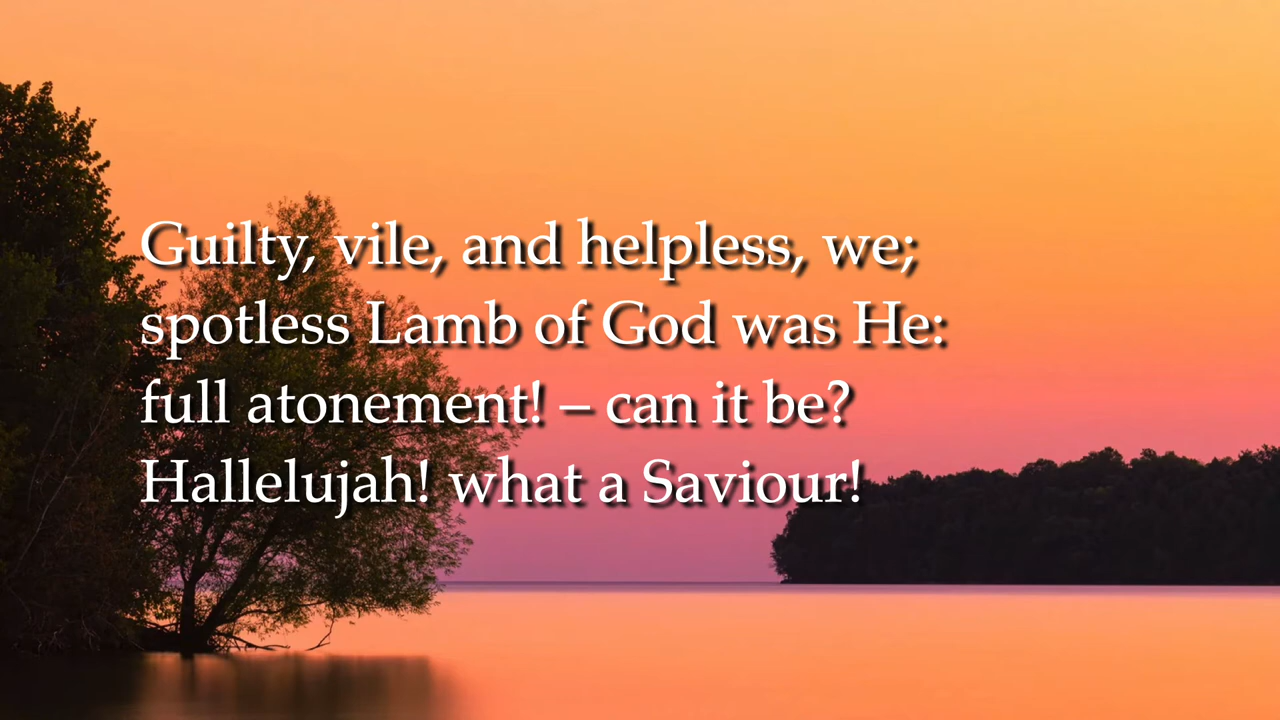 Guilty, vile, and helpless, we;
spotless Lamb of God was He:
full atonement! – can it be?
Hallelujah! what a Saviour!